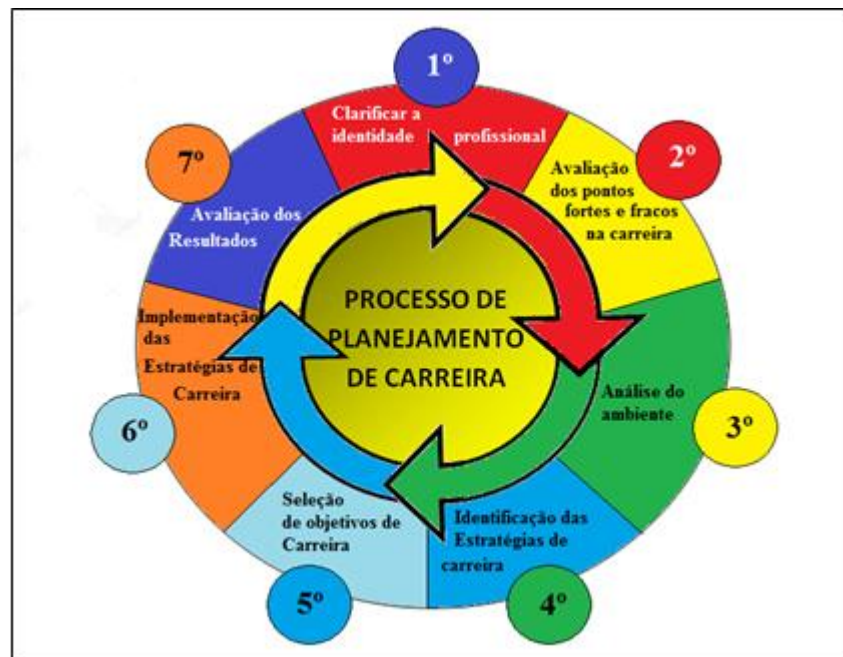 1º
Clarificar a
identidade profissional
2º
Avaliação
dos pontos
fortes e fracos
na carreira
3º
Análise do
ambiente
4º
Identificação das
Estratégias de
carreira
5º
Seleção
de objetivos de
Carreira
6º
Implementação
das
Estratégias de
Carreira
7º
Avaliação dos
Resultados
PROCESSO DE
PLANEJAMENTO
DE CARREIRA